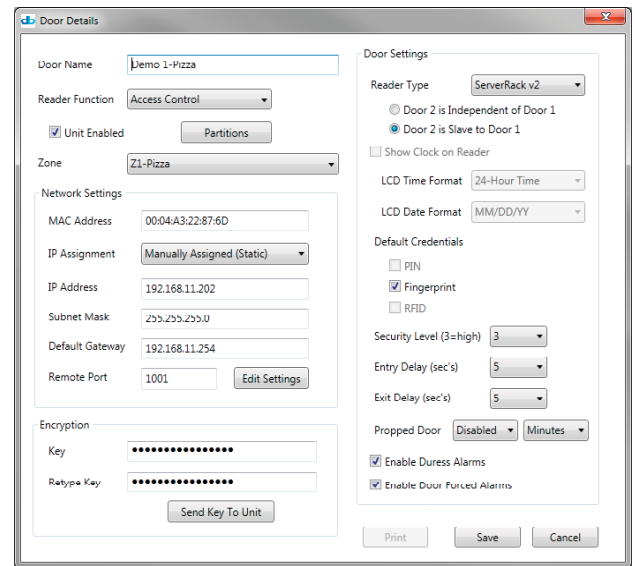 Door Details
Door Name Demo 1-Pizza
Reader Function Access Control
Unit Enabled Partitions
Zone Z1-Pizza
Network Settings
MAC Address 00:04:A3:22:87:6D
IP Assignment Manually Assigned (Static)
IP Address 192.168.11.202
Subnet Mask 255.255.255.0
Default Gateway 192.168.11.254
Remote Port 1001 Edit Settings
Encryption
Key ●●●●●●●●●●●●●●●●
Retype Key ●●●●●●●●●●●●●●●●
Send Key To Unit
Door Settings
Reader Type ServerRack v2
Door 2 is Independent of Door 1
Door 2 is Slave to Door 1
Show Clock on Reader
LCD Time Format 24-Hour Time
LCD Date Format MM/DD/YY
Default Credentials
PIN
Fingerprint
RFID
Security Level (3=high) 3
Entry Delay (sec's) 5
Exit Delay (sec's) 5
Propped Door Disabled Minutes
Enable Duress Alarms
Enable Door Forced Alarms
Print Save Cancel